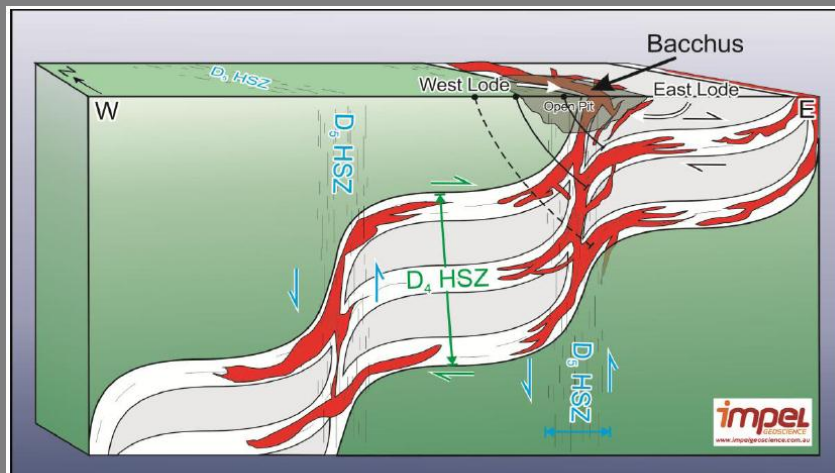 Bacchus
N
D₅ HSZ
West Lode
East Lode
Open Pit
W
E
D₅ HSZ
D₄ HSZ
D₅ HSZ
impel
GEOSCIENCE
www.impelgeoscience.com.au